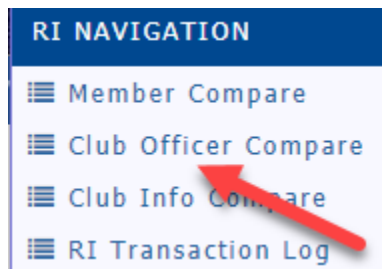 RI NAVIGATION
Member Compare
Club Officer Compare
Club Info Compare
RI Transaction Log